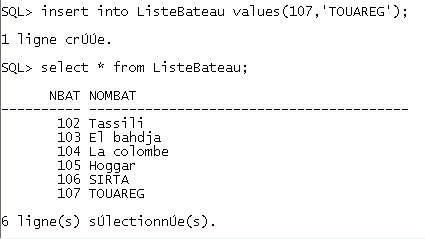 SQL> insert into ListeBateau values(107,'TOUAREG');
1 ligne crÚÚe.
SQL> select * from ListeBateau;
NBAT NOMBAT
---------- ----------------------------------------
102 Tassili
103 El bahdja
104 La colombe
105 Hoggar
106 SIRTA
107 TOUAREG
6 ligne(s) sÚlectionnÚe(s).